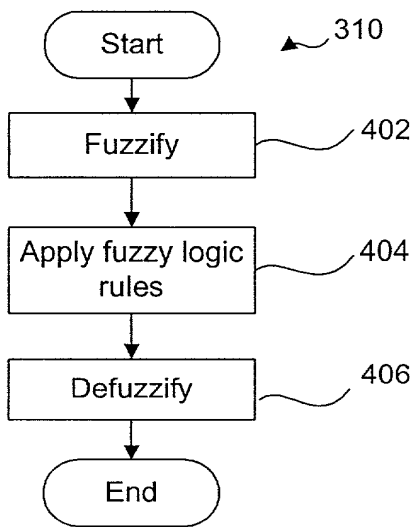 Start
310
Fuzzify
402
Apply fuzzy logic
rules
404
Defuzzify
406
End